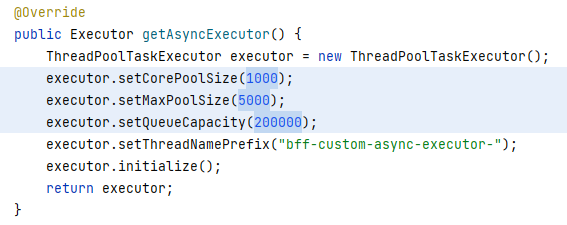 @Override
public Executor getAsyncExecutor() {
ThreadPoolTaskExecutor executor = new ThreadPoolTaskExecutor();
executor.setCorePoolSize(1000);
executor.setMaxPoolSize(5000);
executor.setQueueCapacity(200000);
executor.setThreadNamePrefix("bff-custom-async-executor-");
executor.initialize();
return executor;
}